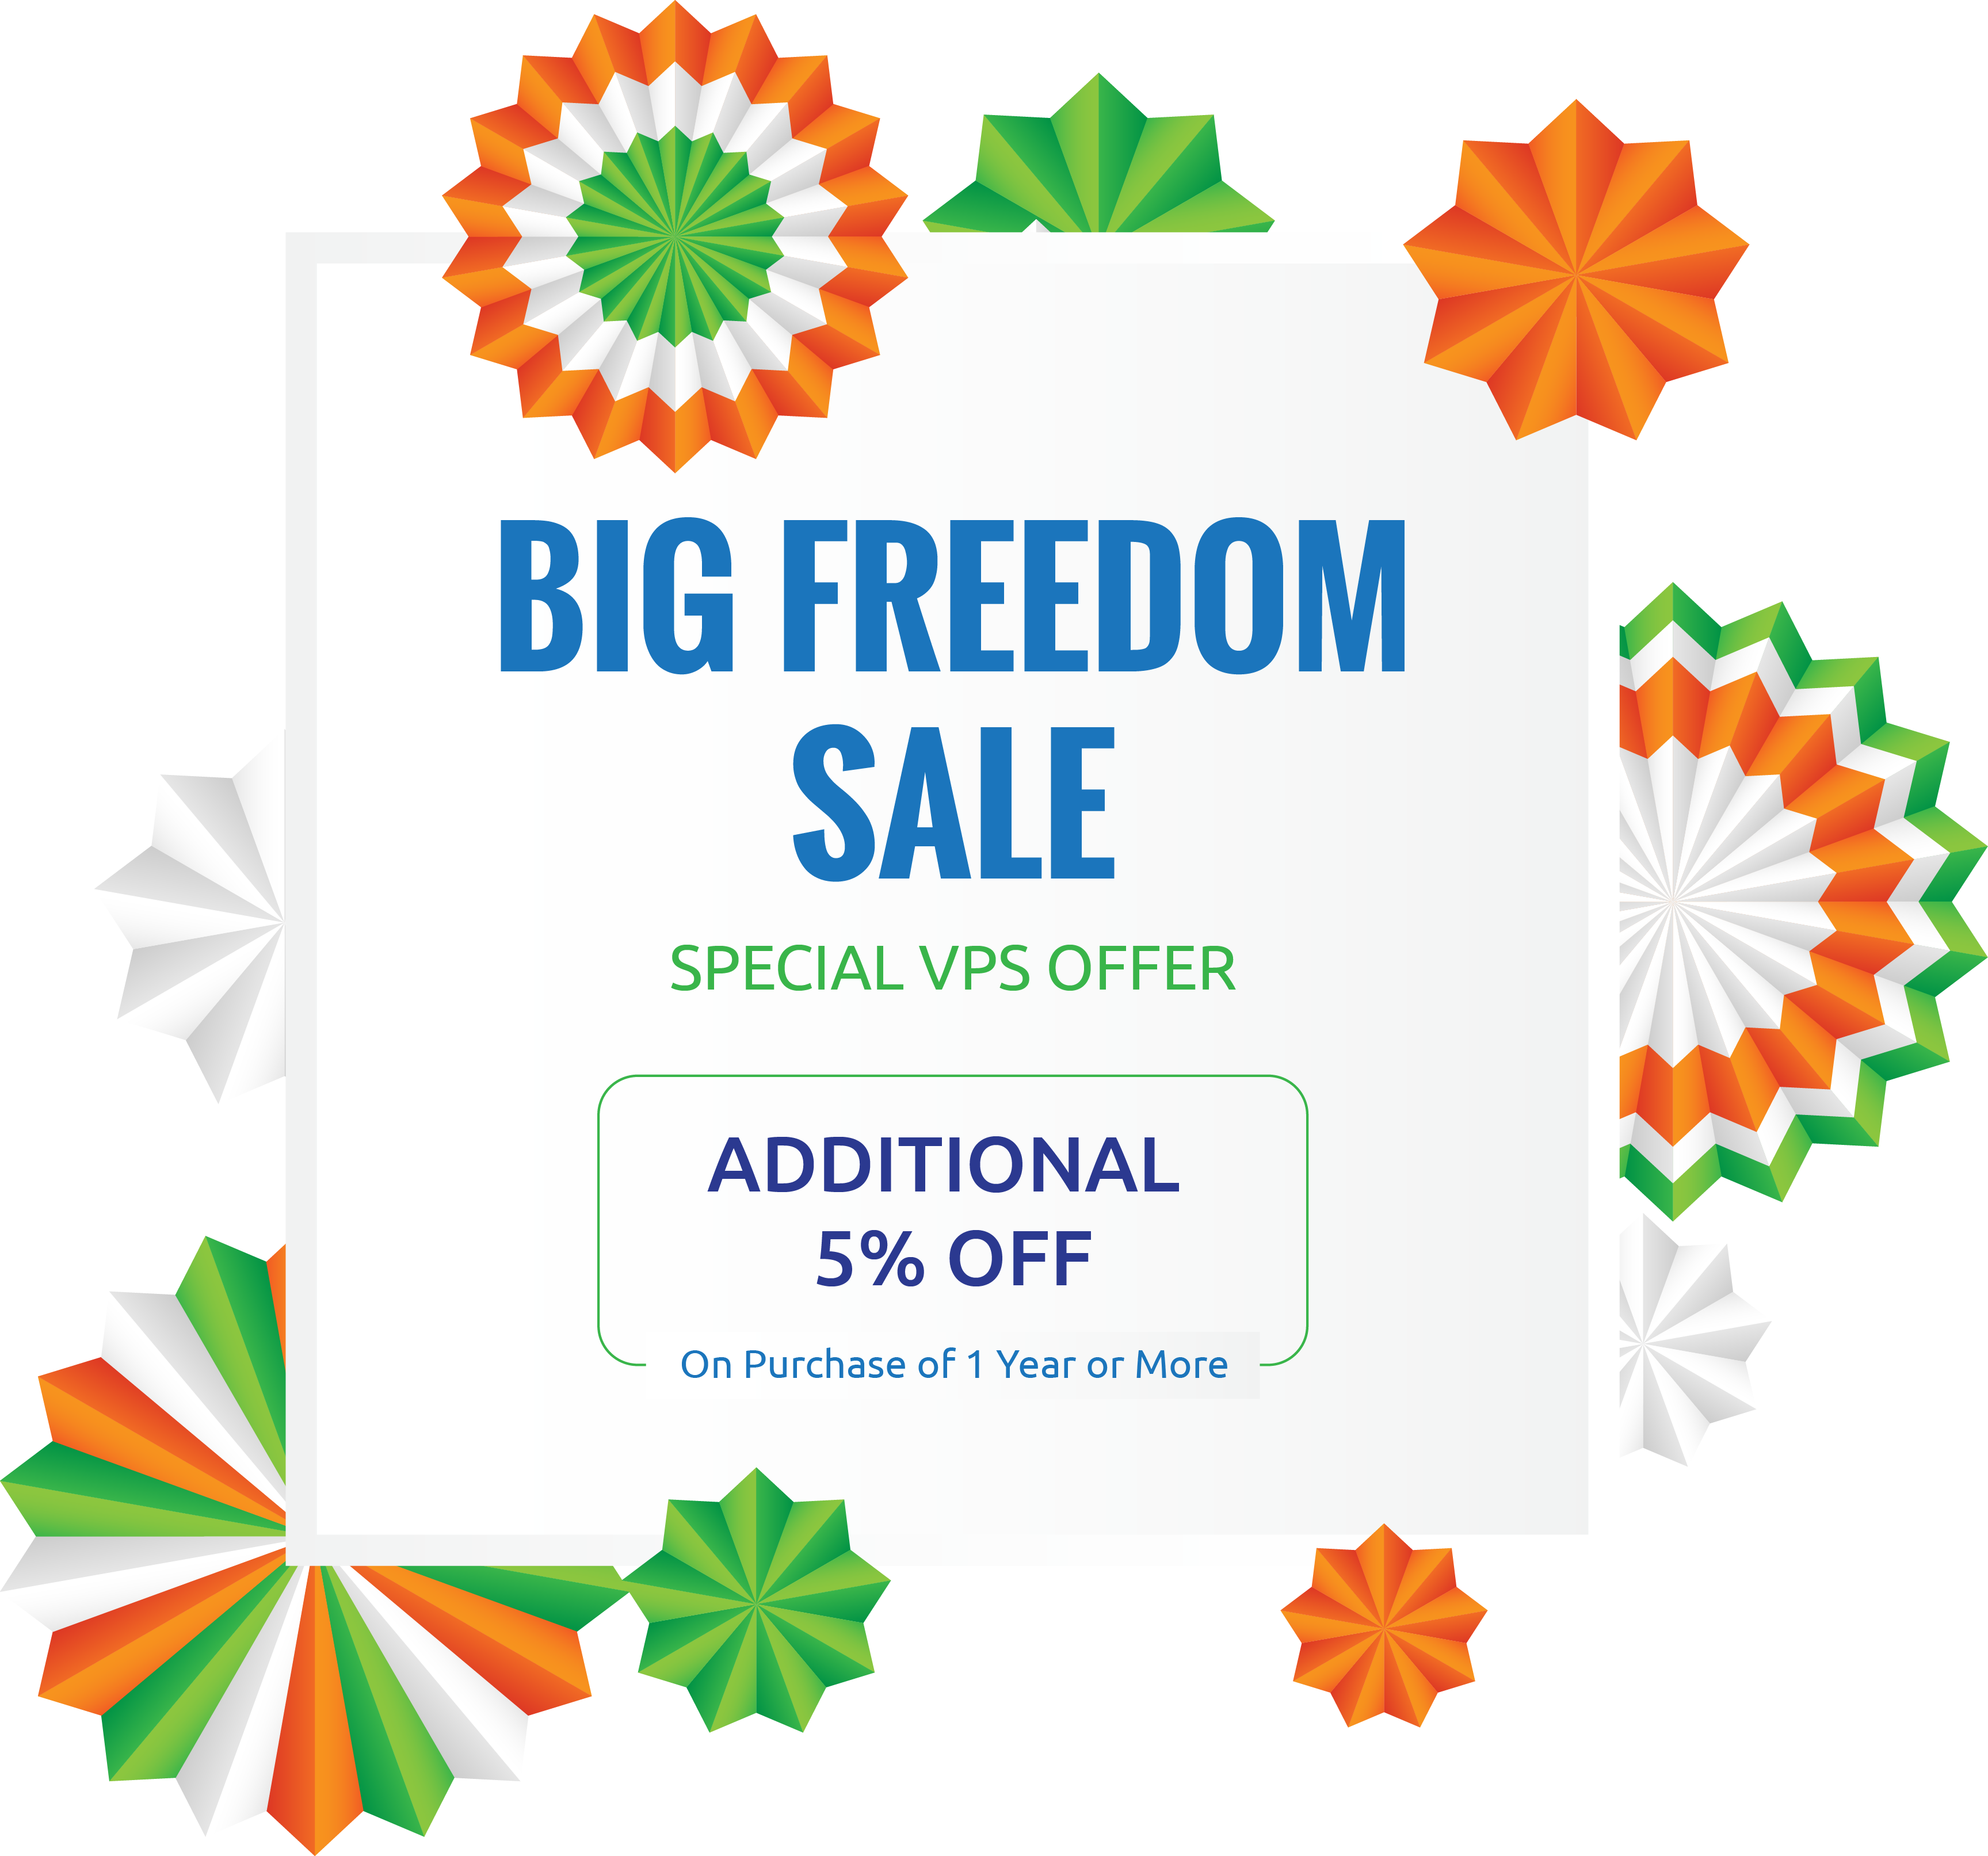 BIG FREEDOM
SALE
SPECIAL VPS OFFER
ADDITIONAL
5% OFF
On Purchase of 1 Year or More